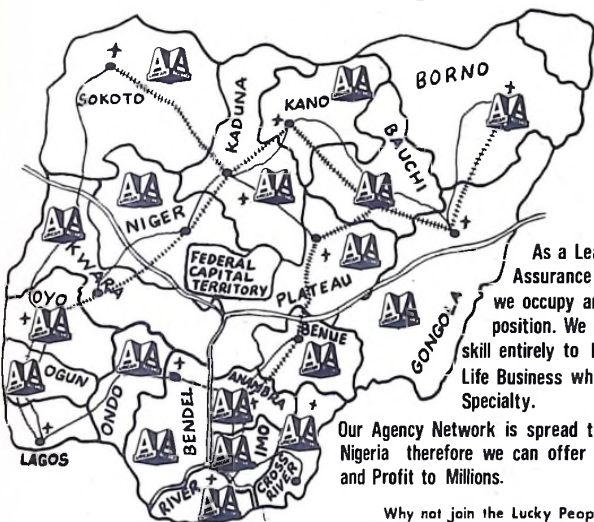 BORNO
SOKOTO
KADUNA
KANO
BAUCHI
NIGER
KWARA
FEDERAL
CAPITAL
TERRITORY
PLATEAU
OYO
BENUE
GONGOLA
OGUN
ONDO
BENDEL
ANAMBRA
IMO
CROSS
RIVER
RIVER
LAGOS
As a Lea
Assurance
we occupy an
position. We
skill entirely to
Life Business wh
Specialty.
Our Agency Network is spread t
Nigeria therefore we can offer
and Profit to Millions.
Why not join the Lucky Peop